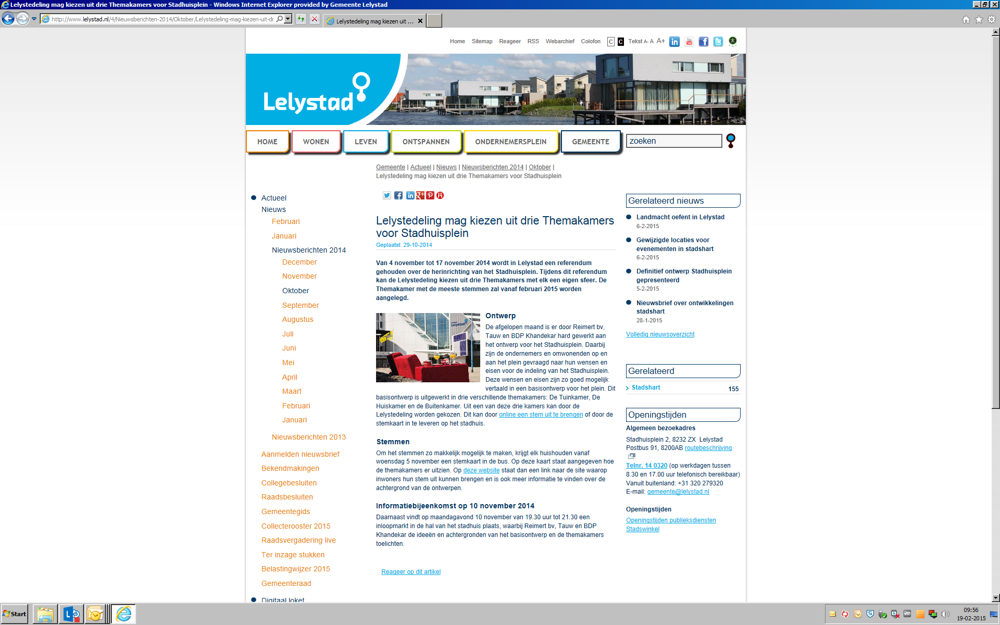 Lelystedeling mag kiezen uit drie Themakamers voor Stadhuisplein - Windows Internet Explorer provided by Gemeente Lelystad
http://www.lelystad.nl/4/Nieuwsberichten-2014/Oktober/Lelystedeling-mag-kiezen-uit-dr
Lelystedeling mag kiezen uit ...
Home Sitemap Reageer RSS Webarchief Colofon C C Tekst A- A A+
Lelystad
HOME WONEN LEVEN ONTSPANNEN ONDERNEMERSPLEIN GEMEENTE zoeken
Gemeente | Actueel | Nieuws | Nieuwsberichten 2014 | Oktober |
Lelystedeling mag kiezen uit drie Themakamers voor Stadhuisplein
Actueel
Nieuws
Februari
Januari
Nieuwsberichten 2014
December
November
Oktober
September
Augustus
Juli
Juni
Mei
April
Maart
Februari
Januari
Nieuwsberichten 2013
Aanmelden nieuwsbrief
Bekendmakingen
Collegebesluiten
Raadsbesluiten
Gemeentegids
Collecterooster 2015
Raadsvergadering live
Ter inzage stukken
Belastingwijzer 2015
Gemeenteraad
Digitaal loket
Lelystedeling mag kiezen uit drie Themakamers
voor Stadhuisplein
Geplaatst: 29-10-2014
Van 4 november tot 17 november 2014 wordt in Lelystad een referendum
gehouden over de herinrichting van het Stadhuisplein. Tijdens dit referendum
kan de Lelystedeling kiezen uit drie Themakamers met elk een eigen sfeer. De
Themakamer met de meeste stemmen zal vanaf februari 2015 worden
aangelegd.
Lelystad
Ontwerp
De afgelopen maand is er door Reimert bv,
Tauw en BDP Khandekar hard gewerkt aan
het ontwerp voor het Stadhuisplein. Daarbij
zijn de ondernemers en omwonenden op en
aan het plein gevraagd naar hun wensen en
eisen voor de indeling van het Stadhuisplein.
Deze wensen en eisen zijn zo goed mogelijk
vertaald in een basisontwerp voor het plein. Dit
basisontwerp is uitgewerkt in drie verschillende themakamers: De Tuinkamer, De
Huiskamer en de Buitenkamer. Uit een van deze drie kamers kan door de
Lelystedeling worden gekozen. Dit kan door online een stem uit te brengen of door de
stemkaart in te leveren op het stadhuis.
Stemmen
Om het stemmen zo makkelijk mogelijk te maken, krijgt elk huishouden vanaf
woensdag 5 november een stemkaart in de bus. Op deze kaart staat aangegeven hoe
de themakamers er uitzien. Op deze website staat dan een link naar de site waarop
inwoners hun stem uit kunnen brengen en is ook meer informatie te vinden over de
achtergrond van de ontwerpen.
Informatiebijeenkomst op 10 november 2014
Daarnaast vindt op maandagavond 10 november van 19.30 uur tot 21.30 een
inloopmarkt in de hal van het stadhuis plaats, waarbij Reimert bv, Tauw en BDP
Khandekar de ideeën en achtergronden van het basisontwerp en de themakamers
toelichten.
Reageer op dit artikel
Gerelateerd nieuws
Landmacht oefent in Lelystad
6-2-2015
Gewijzigde locaties voor
evenementen in stadshart
6-2-2015
Definitief ontwerp Stadhuisplein
gepresenteerd
5-2-2015
Nieuwsbrief over ontwikkelingen
stadshart
28-1-2015
Volledig nieuwsoverzicht
Gerelateerd
Stadshart 155
Openingstijden
Algemeen bezoekadres
Stadhuisplein 2, 8232 ZX Lelystad
Postbus 91, 8200AB routebeschrijving
Telnr. 14 0320 (op werkdagen tussen
8.30 en 17.00 uur telefonisch bereikbaar)
Vanuit buitenland: +31 320 279320
E-mail: gemeente@lelystad.nl
Openingstijden
Openingstijden publieksdiensten
Stadswinkel
Start
09:56
19-02-2015